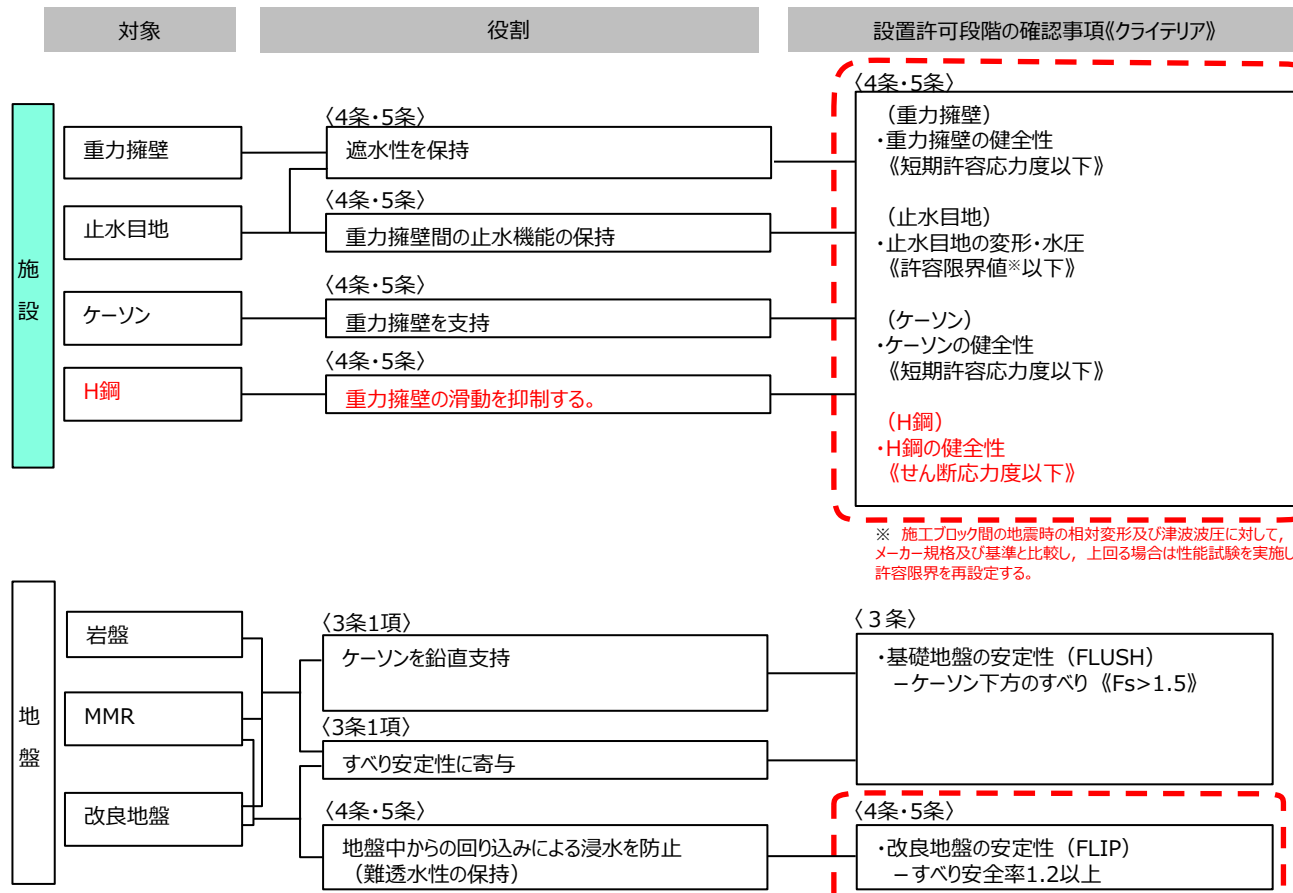 対象
役割
設置許可段階の確認事項《クライテリア》
施設
重力擁壁
〈4条・5条〉
遮水性を保持
止水目地
〈4条・5条〉
重力擁壁間の止水機能の保持
ケーソン
〈4条・5条〉
重力擁壁を支持
H鋼
〈4条・5条〉
重力擁壁の滑動を抑制する。
〈4条・5条〉
（重力擁壁）
・重力擁壁の健全性
《短期許容応力度以下》
（止水目地）
・止水目地の変形・水圧
《許容限界値※以下》
（ケーソン）
・ケーソンの健全性
《短期許容応力度以下》
（H鋼）
・H鋼の健全性
《せん断応力度以下》
※ 施工ブロック間の地震時の相対変形及び津波波圧に対して，
メーカー規格及び基準と比較し，上回る場合は性能試験を実施し
許容限界を再設定する。
地盤
岩盤
MMR
改良地盤
〈3条1項〉
ケーソンを鉛直支持
〈3条1項〉
すべり安定性に寄与
〈4条・5条〉
地盤中からの回り込みによる浸水を防止
（難透水性の保持）
〈３条〉
・基礎地盤の安定性（FLUSH）
－ケーソン下方のすべり《Fs>1.5》
〈4条・5条〉
・改良地盤の安定性（FLIP）
－すべり安全率1.2以上